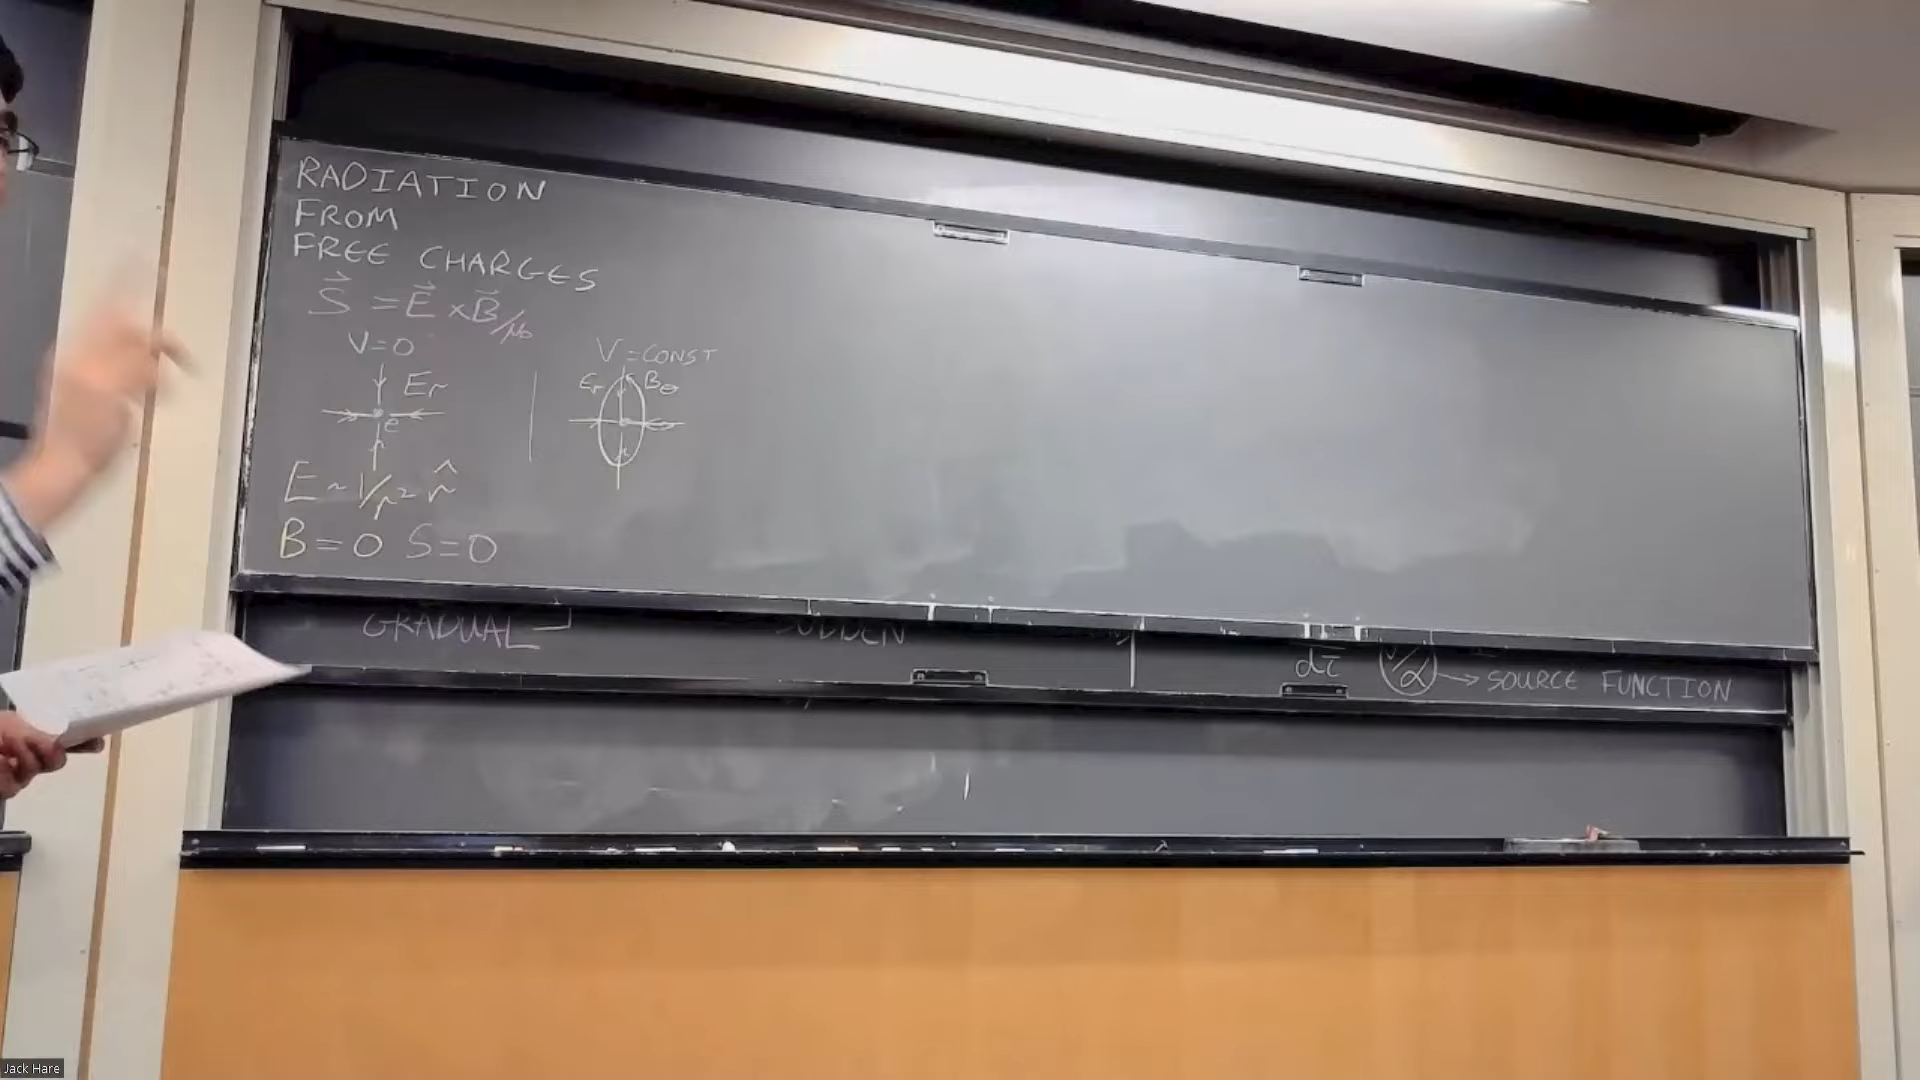 RADIATION
FROM
FREE CHARGES
S⃗ = E⃗ × B⃗/μ₀
V=0
V=CONST
Er
Er Bθ
e
E ~ 1/r² r̂
B=0 S=0
GRADUAL
SUDDEN
dτ
/α → SOURCE FUNCTION
Jack Hare